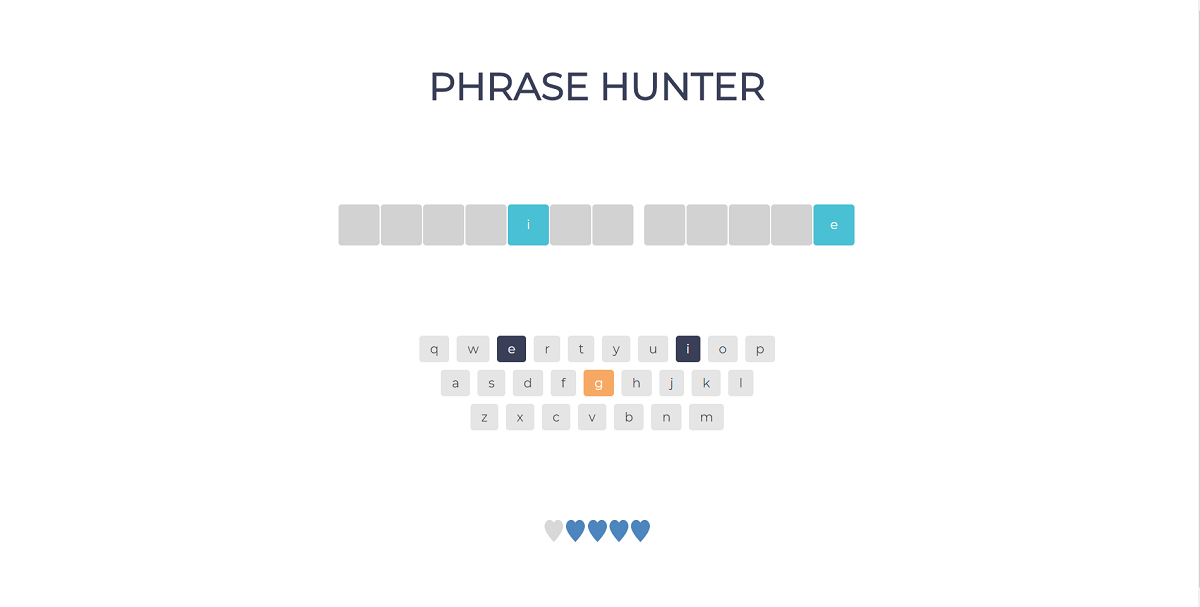 PHRASE HUNTER
i e
q w e r t y u i o p
a s d f g h j k l
z x c v b n m